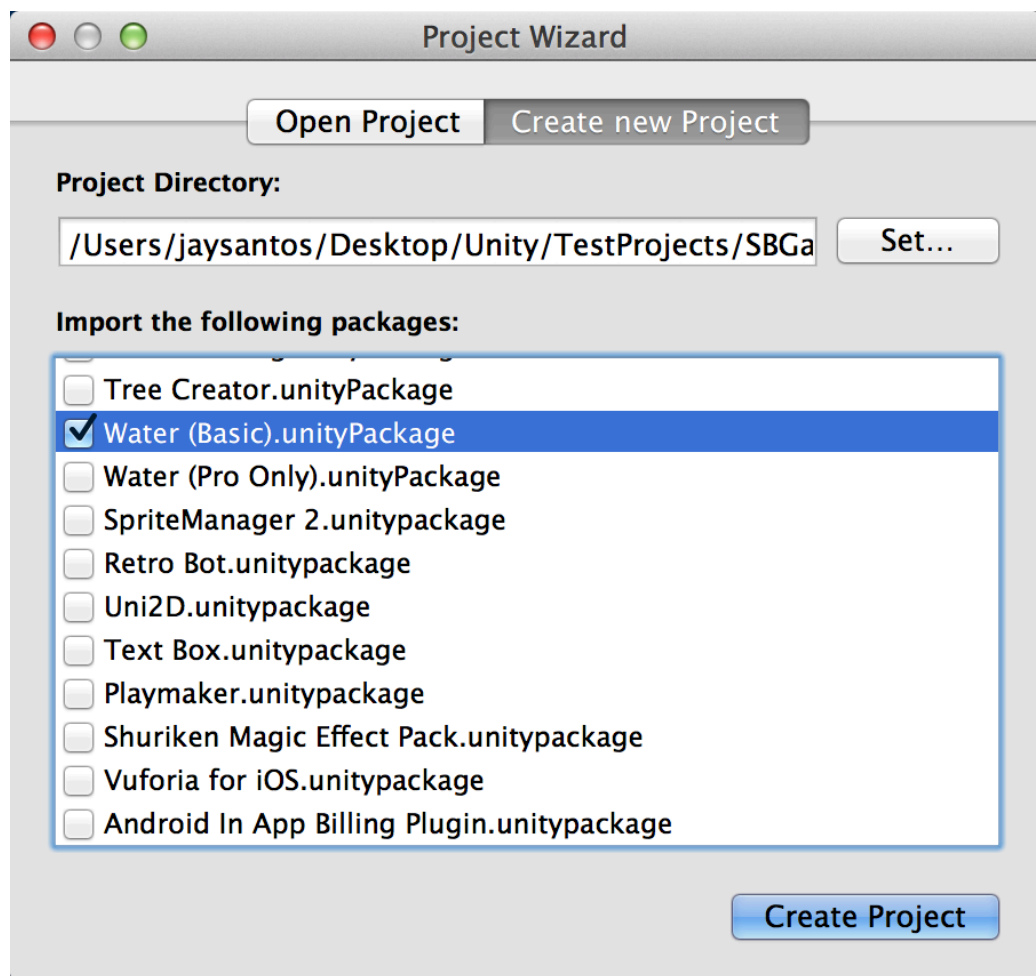 Project Wizard
Open Project Create new Project
Project Directory:
/Users/jaysantos/Desktop/Unity/TestProjects/SBGa Set...
Import the following packages:
Tree Creator.unityPackage
Water (Basic).unityPackage
Water (Pro Only).unityPackage
SpriteManager 2.unitypackage
Retro Bot.unitypackage
Uni2D.unitypackage
Text Box.unitypackage
Playmaker.unitypackage
Shuriken Magic Effect Pack.unitypackage
Vuforia for iOS.unitypackage
Android In App Billing Plugin.unitypackage
Create Project